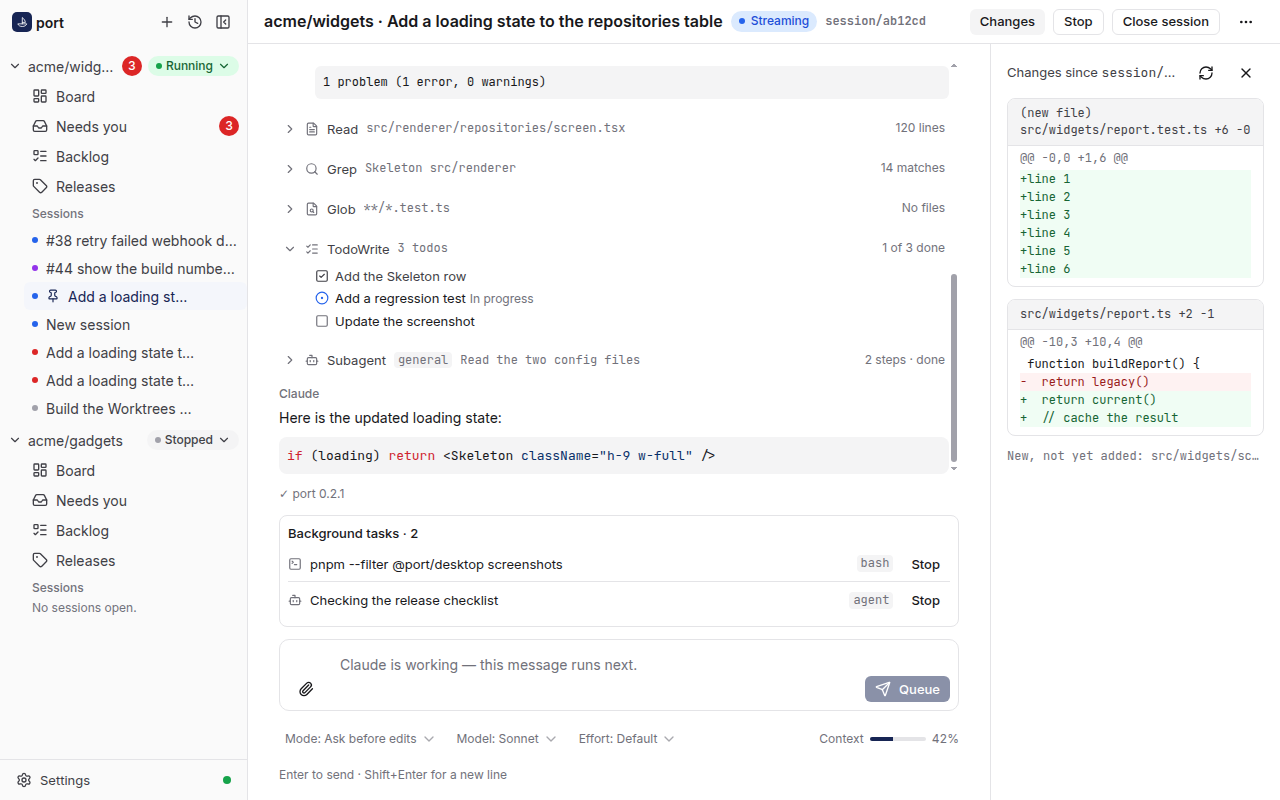 port
acme/widg... 3 Running
Board
Needs you 3
Backlog
Releases
Sessions
#38 retry failed webhook d...
#44 show the build numbe...
Add a loading st...
New session
Add a loading state t...
Add a loading state t...
Build the Worktrees ...
acme/gadgets Stopped
Board
Needs you
Backlog
Releases
Sessions
No sessions open.
Settings
acme/widgets · Add a loading state to the repositories table Streaming session/ab12cd Changes Stop Close session
1 problem (1 error, 0 warnings)
Read src/renderer/repositories/screen.tsx 120 lines
Grep Skeleton src/renderer 14 matches
Glob **/*.test.ts No files
TodoWrite 3 todos 1 of 3 done
Add the Skeleton row
Add a regression test In progress
Update the screenshot
Subagent general Read the two config files 2 steps · done
Claude
Here is the updated loading state:
if (loading) return <Skeleton className="h-9 w-full" />
✓ port 0.2.1
Background tasks · 2
pnpm --filter @port/desktop screenshots bash Stop
Checking the release checklist agent Stop
Claude is working — this message runs next.
Queue
Mode: Ask before edits Model: Sonnet Effort: Default Context 42%
Enter to send · Shift+Enter for a new line
Changes since session/...
(new file)
src/widgets/report.test.ts +6 -0
@@ -0,0 +1,6 @@
+line 1
+line 2
+line 3
+line 4
+line 5
+line 6
src/widgets/report.ts +2 -1
@@ -10,3 +10,4 @@
function buildReport() {
- return legacy()
+ return current()
+ // cache the result
New, not yet added: src/widgets/sc...